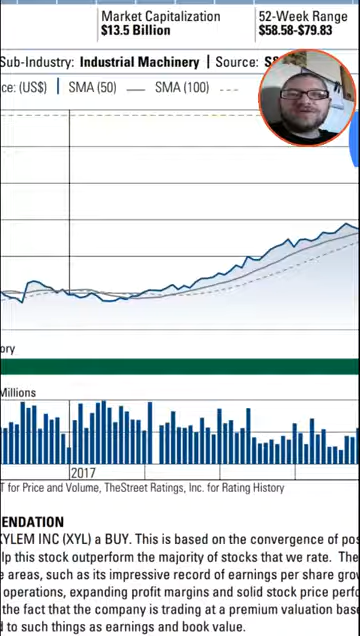 Market Capitalization 52-Week Range
$13.5 Billion $58.58-$79.83
Sub-Industry: Industrial Machinery | Source:
ce: (US$) | SMA (50) — SMA (100) ---
ory
Millions
2017
T for Price and Volume, TheStreet Ratings, Inc. for Rating History
ENDATION
XYLEM INC (XYL) a BUY. This is based on the convergence of pos
lp this stock outperform the majority of stocks that we rate. The
e areas, such as its impressive record of earnings per share grow
operations, expanding profit margins and solid stock price perfo
the fact that the company is trading at a premium valuation base
d to such things as earnings and book value.